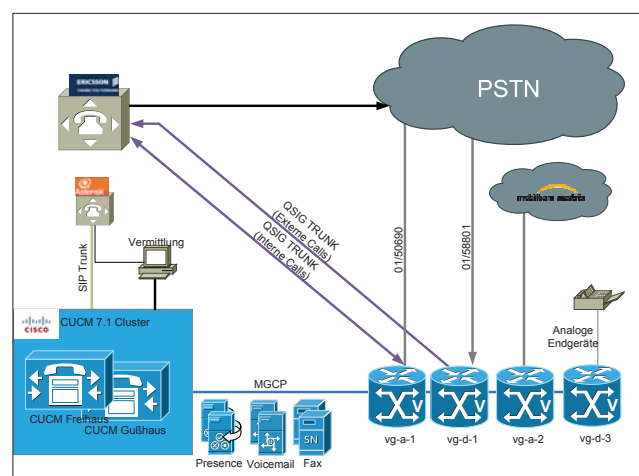 ERICSSON
PSTN
Asterisk
mobilkom austria
QSIG TRUNK
(Externe Calls)
QSIG TRUNK
(Interne Calls)
01/50690
01/58801
Vermittlung
SIP Trunk
CISCO
CUCM 7.1 Cluster
Analoge
Endgeräte
MGCP
CUCM Freihaus
CUCM Gußhaus
SN
V
V
V
V
vg-a-1
vg-d-1
vg-a-2
vg-d-3
Presence
Voicemail
Fax